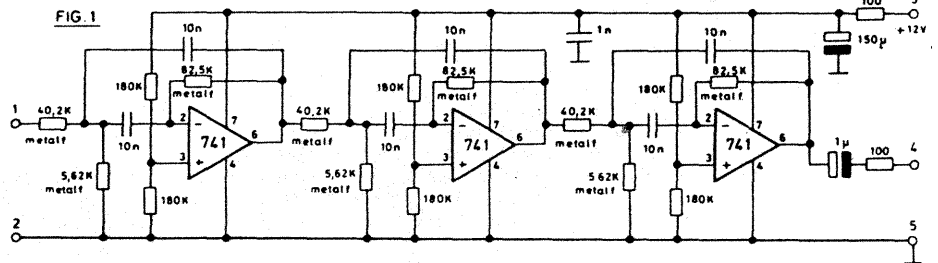 FIG. 1
10n
82,5K
metalf
180K
1
40,2K
metalf
10n
2
3
741
7
6
4
5,62K
metalf
180K
10n
82,5K
metalf
180K
40,2K
metalf
10n
2
3
741
7
6
4
5,62K
metalf
180K
1n
10n
82,5K
metalf
180K
40,2K
metalf
10n
2
3
741
7
6
4
5 62K
metalf
180K
100
+12V
150µ
1µ
100
4
2
5